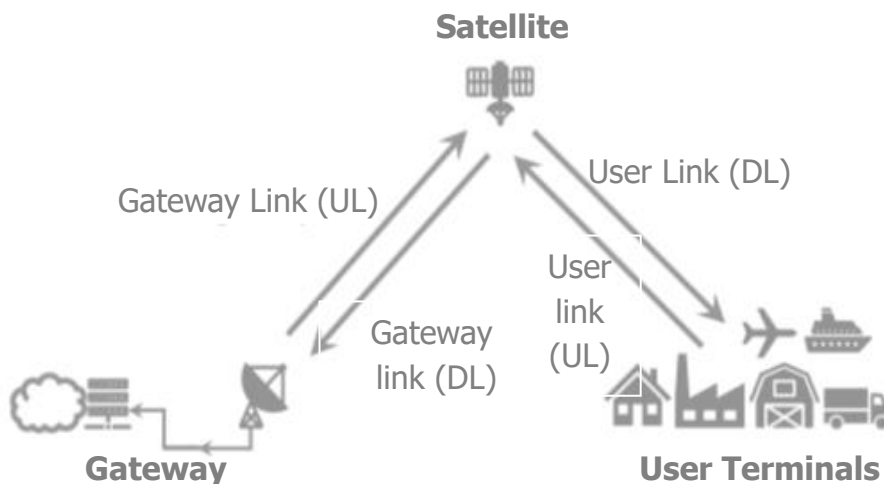 Satellite
User Link (DL)
Gateway Link (UL)
User
link
(UL)
Gateway
link (DL)
Gateway
User Terminals